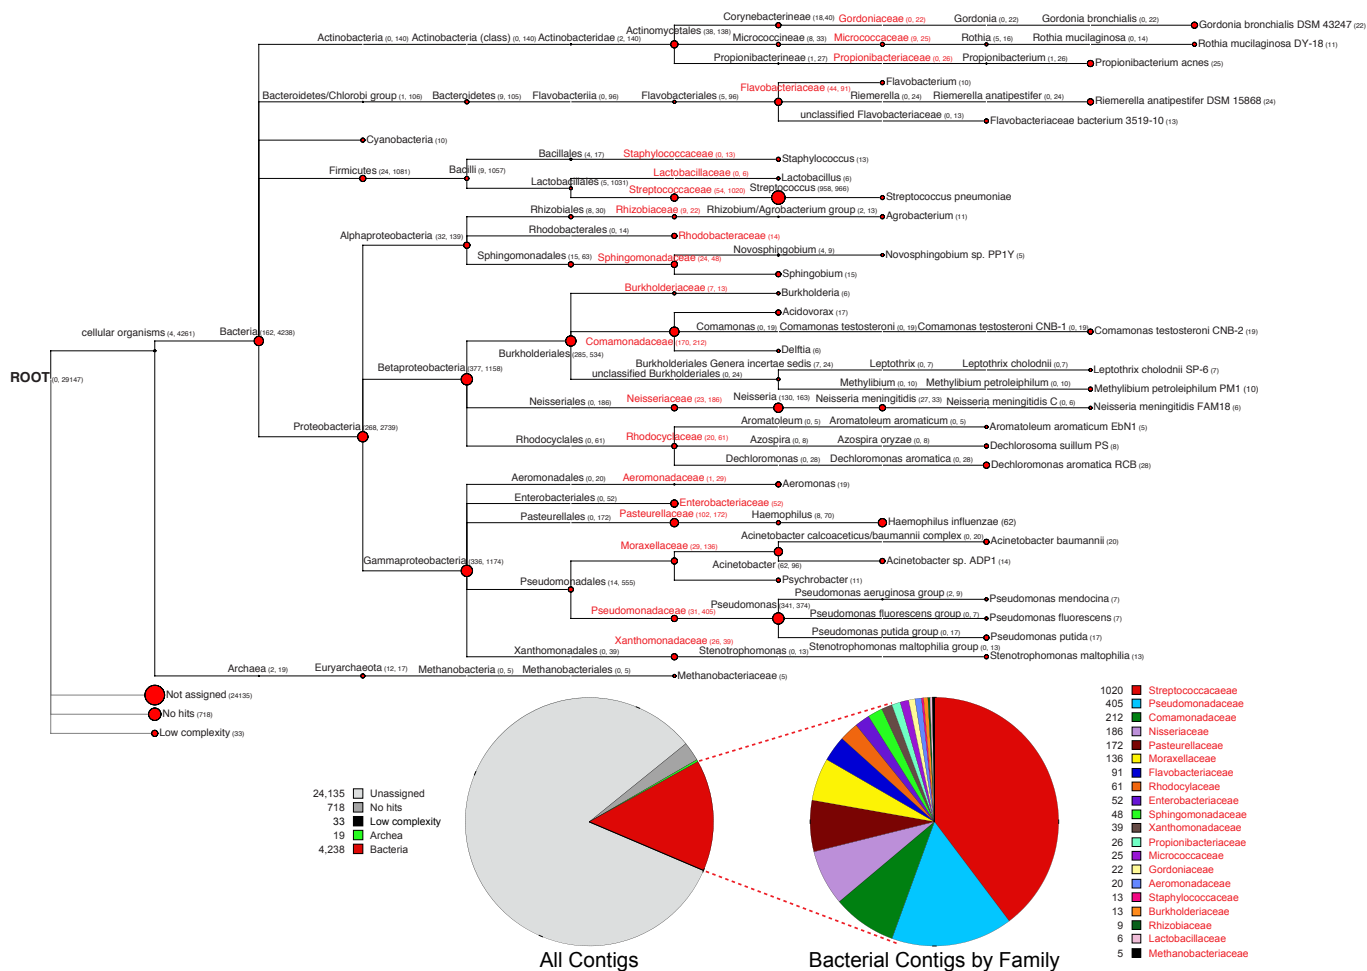 Corynebacterineae (18,40) Gordoniaceae (0, 22) Gordonia (0, 22) Gordonia bronchialis (0, 22) Gordonia bronchialis DSM 43247 (22)
Actinobacteria (0, 140) Actinobacteria (class) (0, 140) Actinobacteridae (2, 140) Actinomycetales (38, 138) Micrococcineae (8, 33) Micrococcaceae (9, 25) Rothia (5, 16) Rothia mucilaginosa (0, 14) Rothia mucilaginosa DY-18 (11)
Propionibacterineae (1, 27) Propionibacteriaceae (0, 26) Propionibacterium (1, 26) Propionibacterium acnes (25)
Flavobacterium (10)
Bacteroidetes/Chlorobi group (1, 106) Bacteroidetes (9, 105) Flavobacteriia (0, 96) Flavobacteriales (5, 96) Flavobacteriaceae (44, 91) Riemerella (0, 24) Riemerella anatipestifer (0, 24) Riemerella anatipestifer DSM 15868 (24)
unclassified Flavobacteriaceae (0, 13) Flavobacteriaceae bacterium 3519-10 (13)
Cyanobacteria (10)
Bacillales (4, 17) Staphylococcaceae (0, 13) Staphylococcus (13)
Firmicutes (24, 1081) Bacilli (9, 1057) Lactobacillaceae (0, 6) Lactobacillus (6)
Lactobacillales (5, 1031) Streptococcaceae (54, 1020) Streptococcus (958, 966) Streptococcus pneumoniae
Rhizobiales (8, 30) Rhizobiaceae (9, 22) Rhizobium/Agrobacterium group (2, 13) Agrobacterium (11)
Alphaproteobacteria (32, 139) Rhodobacterales (0, 14) Rhodobacteraceae (14)
Sphingomonadales (15, 63) Sphingomonadaceae (24, 48) Novosphingobium (4, 9) Novosphingobium sp. PP1Y (5)
Sphingobium (15)
Burkholderiaceae (7, 13) Burkholderia (6)
Acidovorax (17)
cellular organisms (4, 4261) Bacteria (162, 4238) Burkholderiales (285, 534) Comamonadaceae (170, 212) Comamonas (0, 19) Comamonas testosteroni (0, 19) Comamonas testosteroni CNB-1 (0, 19) Comamonas testosteroni CNB-2 (19)
Delftia (6)
Burkholderiales Genera incertae sedis (7, 24) Leptothrix (0, 7) Leptothrix cholodnii (0,7) Leptothrix cholodnii SP-6 (7)
ROOT (0, 29147) Betaproteobacteria (377, 1158) unclassified Burkholderiales (0, 24) Methylibium (0, 10) Methylibium petroleiphilum (0, 10) Methylibium petroleiphilum PM1 (10)
Neisseriales (0, 186) Neisseriaceae (23, 186) Neisseria (130, 163) Neisseria meningitidis (27, 33) Neisseria meningitidis C (0, 6) Neisseria meningitidis FAM18 (6)
Aromatoleum (0, 5) Aromatoleum aromaticum (0, 5) Aromatoleum aromaticum EbN1 (5)
Proteobacteria (268, 2739) Rhodocyclales (0, 61) Rhodocyclaceae (20, 61) Azospira (0, 8) Azospira oryzae (0, 8) Dechlorosoma suillum PS (8)
Dechloromonas (0, 28) Dechloromonas aromatica (0, 28) Dechloromonas aromatica RCB (28)
Aeromonadales (0, 20) Aeromonadaceae (1, 29) Aeromonas (19)
Enterobacteriales (0, 52) Enterobacteriaceae (52)
Pasteurellales (0, 172) Pasteurellaceae (102, 172) Haemophilus (8, 70) Haemophilus influenzae (62)
Acinetobacter calcoaceticus/baumannii complex (0, 20) Acinetobacter baumannii (20)
Gammaproteobacteria (336, 1174) Moraxellaceae (29, 136) Acinetobacter (62, 96) Acinetobacter sp. ADP1 (14)
Pseudomonadales (14, 555) Psychrobacter (11)
Pseudomonas aeruginosa group (2, 9) Pseudomonas mendocina (7)
Pseudomonadaceae (31, 405) Pseudomonas (341, 374) Pseudomonas fluorescens group (0, 7) Pseudomonas fluorescens (7)
Pseudomonas putida group (0, 17) Pseudomonas putida (17)
Xanthomonadales (0, 39) Xanthomonadaceae (26, 39) Stenotrophomonas (0, 13) Stenotrophomonas maltophilia group (0, 13) Stenotrophomonas maltophilia (13)
Archaea (2, 19) Euryarchaeota (12, 17) Methanobacteria (0, 5) Methanobacteriales (0, 5) Methanobacteriaceae (5)
Not assigned (24135)
No hits (718)
Low complexity (33)
24,135 Unassigned
718 No hits
33 Low complexity
19 Archea
4,238 Bacteria
All Contigs
Bacterial Contigs by Family
1020 Streptococcacaeae
405 Pseudomonadaceae
212 Comamonadaceae
186 Nisseriaceae
172 Pasteurellaceae
136 Moraxellaceae
91 Flavobacteriaceae
61 Rhodocylaceae
52 Enterobacteriaceae
48 Sphingomonadaceae
39 Xanthomonadaceae
26 Propionibacteriaceae
25 Micrococcaceae
22 Gordoniaceae
20 Aeromonadaceae
13 Staphylococcaceae
13 Burkholderiaceae
9 Rhizobiaceae
6 Lactobacillaceae
5 Methanobacteriaceae